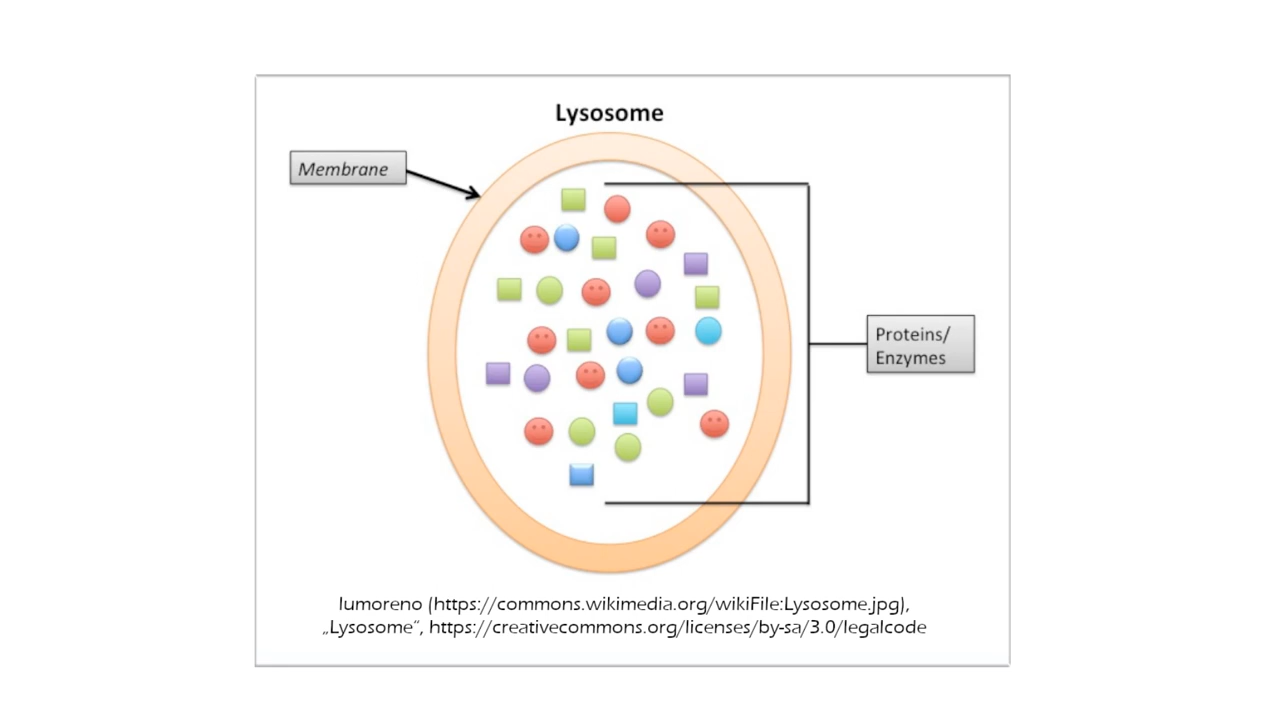 Lysosome
Membrane
Proteins/
Enzymes
lumoreno (https://commons.wikimedia.org/wikiFile:Lysosome.jpg),
„Lysosome“, https://creativecommons.org/licenses/by-sa/3.0/legalcode